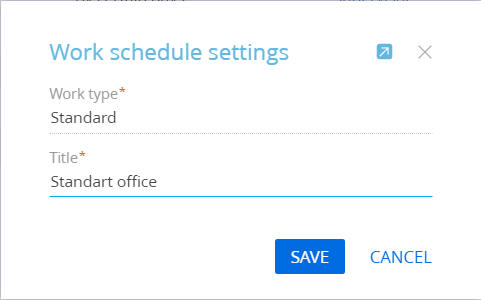 Work schedule settings
Work type*
Standard
Title*
Standart office
SAVE CANCEL